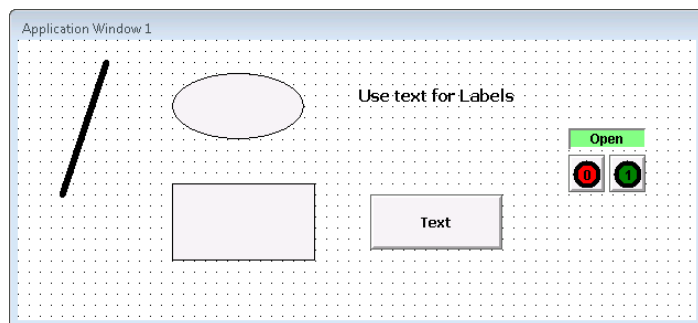 Application Window 1
Use text for Labels
Open
0 1
Text